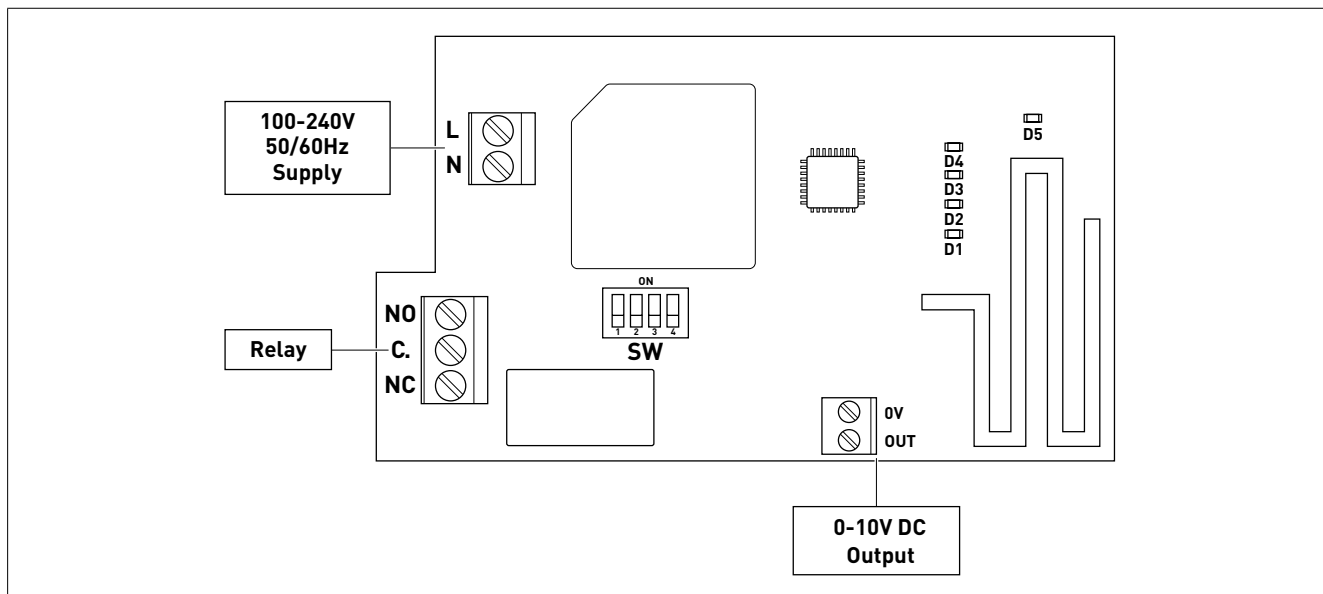 100-240V
50/60Hz
Supply
L
N
D5
D4
D3
D2
D1
ON
1 2 3 4
SW
NO
C.
NC
Relay
0V
OUT
0-10V DC
Output